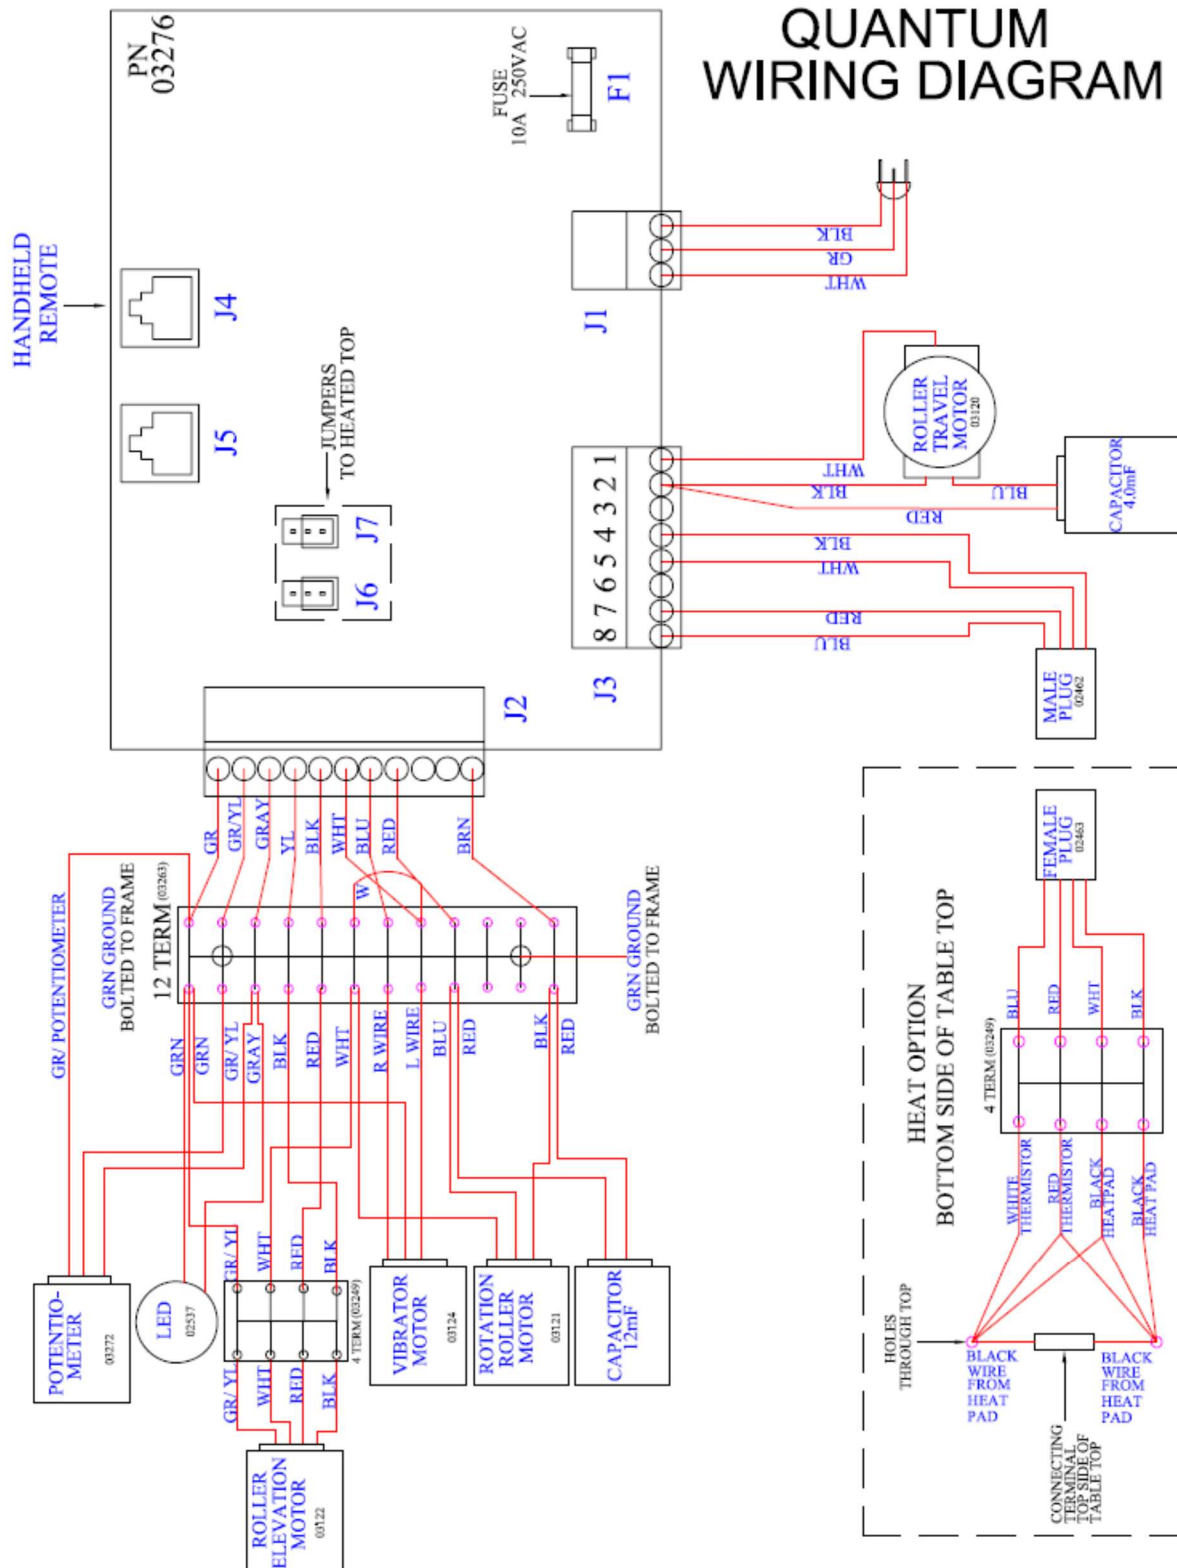 QUANTUM
WIRING DIAGRAM
PN
03276
FUSE
10A 250VAC
F1
HANDHELD
REMOTE
J4
J5
JUMPERS
TO HEATED TOP
J7
J6
J1
BLK
GR
WHT
J3
8 7 6 5 4 3 2 1
WHT
BLK
RED
BLU
BLK
WHT
RED
BLU
ROLLER
TRAVEL
MOTOR
03120
CAPACITOR
4.0mF
MALE
PLUG
02462
J2
GR
GR/YL
GRAY
YL
BLK
WHT
BLU
RED
BRN
W
GR/ POTENTIOMETER
GRN GROUND
BOLTED TO FRAME
12 TERM (03263)
GRN GROUND
BOLTED TO FRAME
GRN
GRN
GR/ YL
GRAY
BLK
RED
WHT
R WIRE
L WIRE
BLU
RED
BLK
RED
POTENTIO-
METER
03272
LED
02537
GR/ YL
WHT
RED
BLK
4 TERM (03249)
GR/ YL
WHT
RED
BLK
ROLLER
ELEVATION
MOTOR
03122
VIBRATOR
MOTOR
03124
ROTATION
ROLLER
MOTOR
03121
CAPACITOR
12mF
HEAT OPTION
BOTTOM SIDE OF TABLE TOP
FEMALE
PLUG
02463
BLU
RED
WHT
BLK
4 TERM (03249)
WHITE
THERMISTOR
RED
THERMISTOR
BLACK
HEATPAD
BLACK
HEAT PAD
HOLES
THROUGH TOP
BLACK
WIRE
FROM
HEAT
PAD
BLACK
WIRE
FROM
HEAT
PAD
CONNECTING
TERMINAL
TOP SIDE OF
TABLE TOP